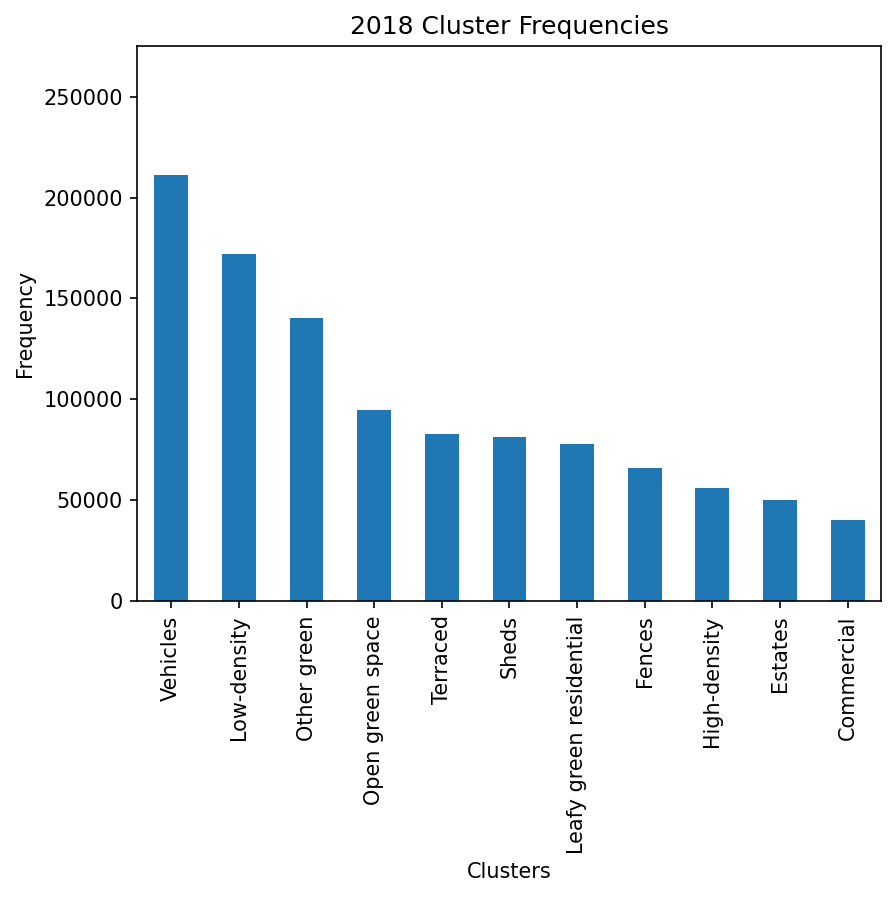 2018 Cluster Frequencies
250000
200000
150000
100000
50000
0
Frequency
Vehicles
Low-density
Other green
Open green space
Terraced
Sheds
Leafy green residential
Fences
High-density
Estates
Commercial
Clusters